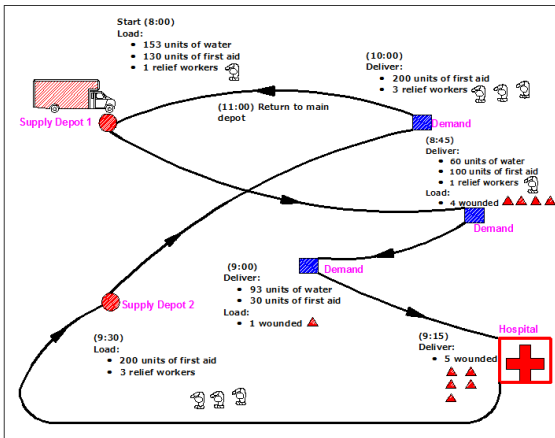 Start (8:00)
Load:
• 153 units of water
• 130 units of first aid
• 1 relief workers
(10:00)
Deliver:
• 200 units of first aid
• 3 relief workers
(11:00) Return to main
depot
Supply Depot 1
Demand
(8:45)
Deliver:
• 60 units of water
• 100 units of first aid
• 1 relief workers
Load:
• 4 wounded
Demand
(9:00)
Deliver:
• 93 units of water
• 30 units of first aid
Load:
• 1 wounded
Demand
Supply Depot 2
(9:30)
Load:
• 200 units of first aid
• 3 relief workers
Hospital
(9:15)
Deliver:
• 5 wounded